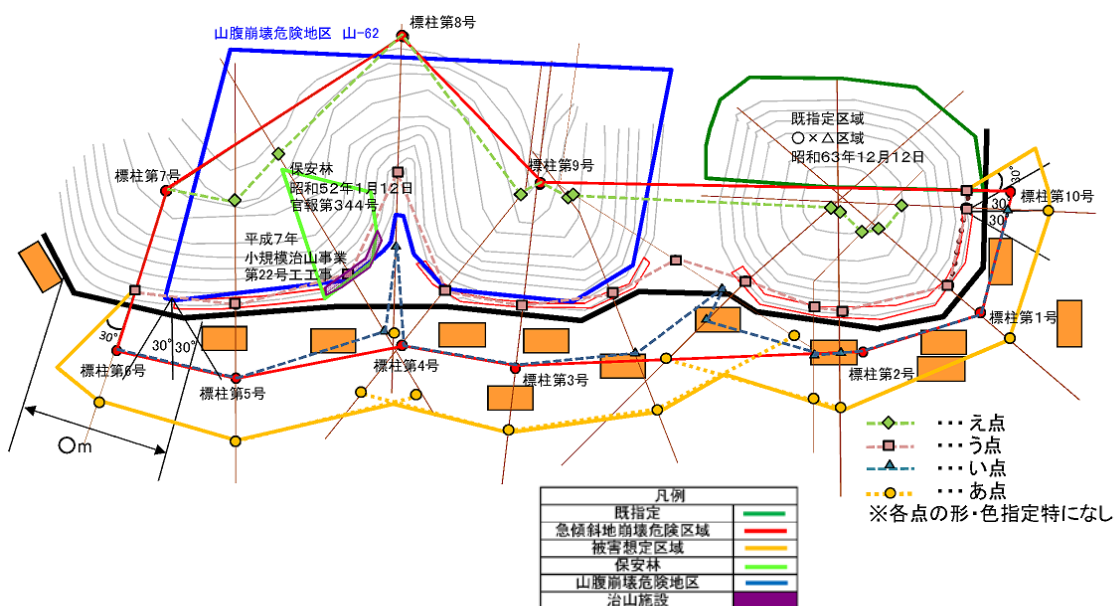 標柱第8号
山腹崩壊危険地区 山-62
既指定区域
○×△区域
昭和63年12月12日
標柱第9号
保安林
昭和52年1月12日
官報第344号
標柱第7号
30°
30°
30°
標柱第10号
平成7年
小規模治山事業
第22号工工事
30°
30°
30°
標柱第1号
標柱第6号
標柱第5号
標柱第4号
標柱第3号
標柱第2号
○m
・・・え点
・・・う点
・・・い点
・・・あ点
※各点の形・色指定特になし
凡例
既指定
急傾斜地崩壊危険区域
被害想定区域
保安林
山腹崩壊危険地区
治山施設